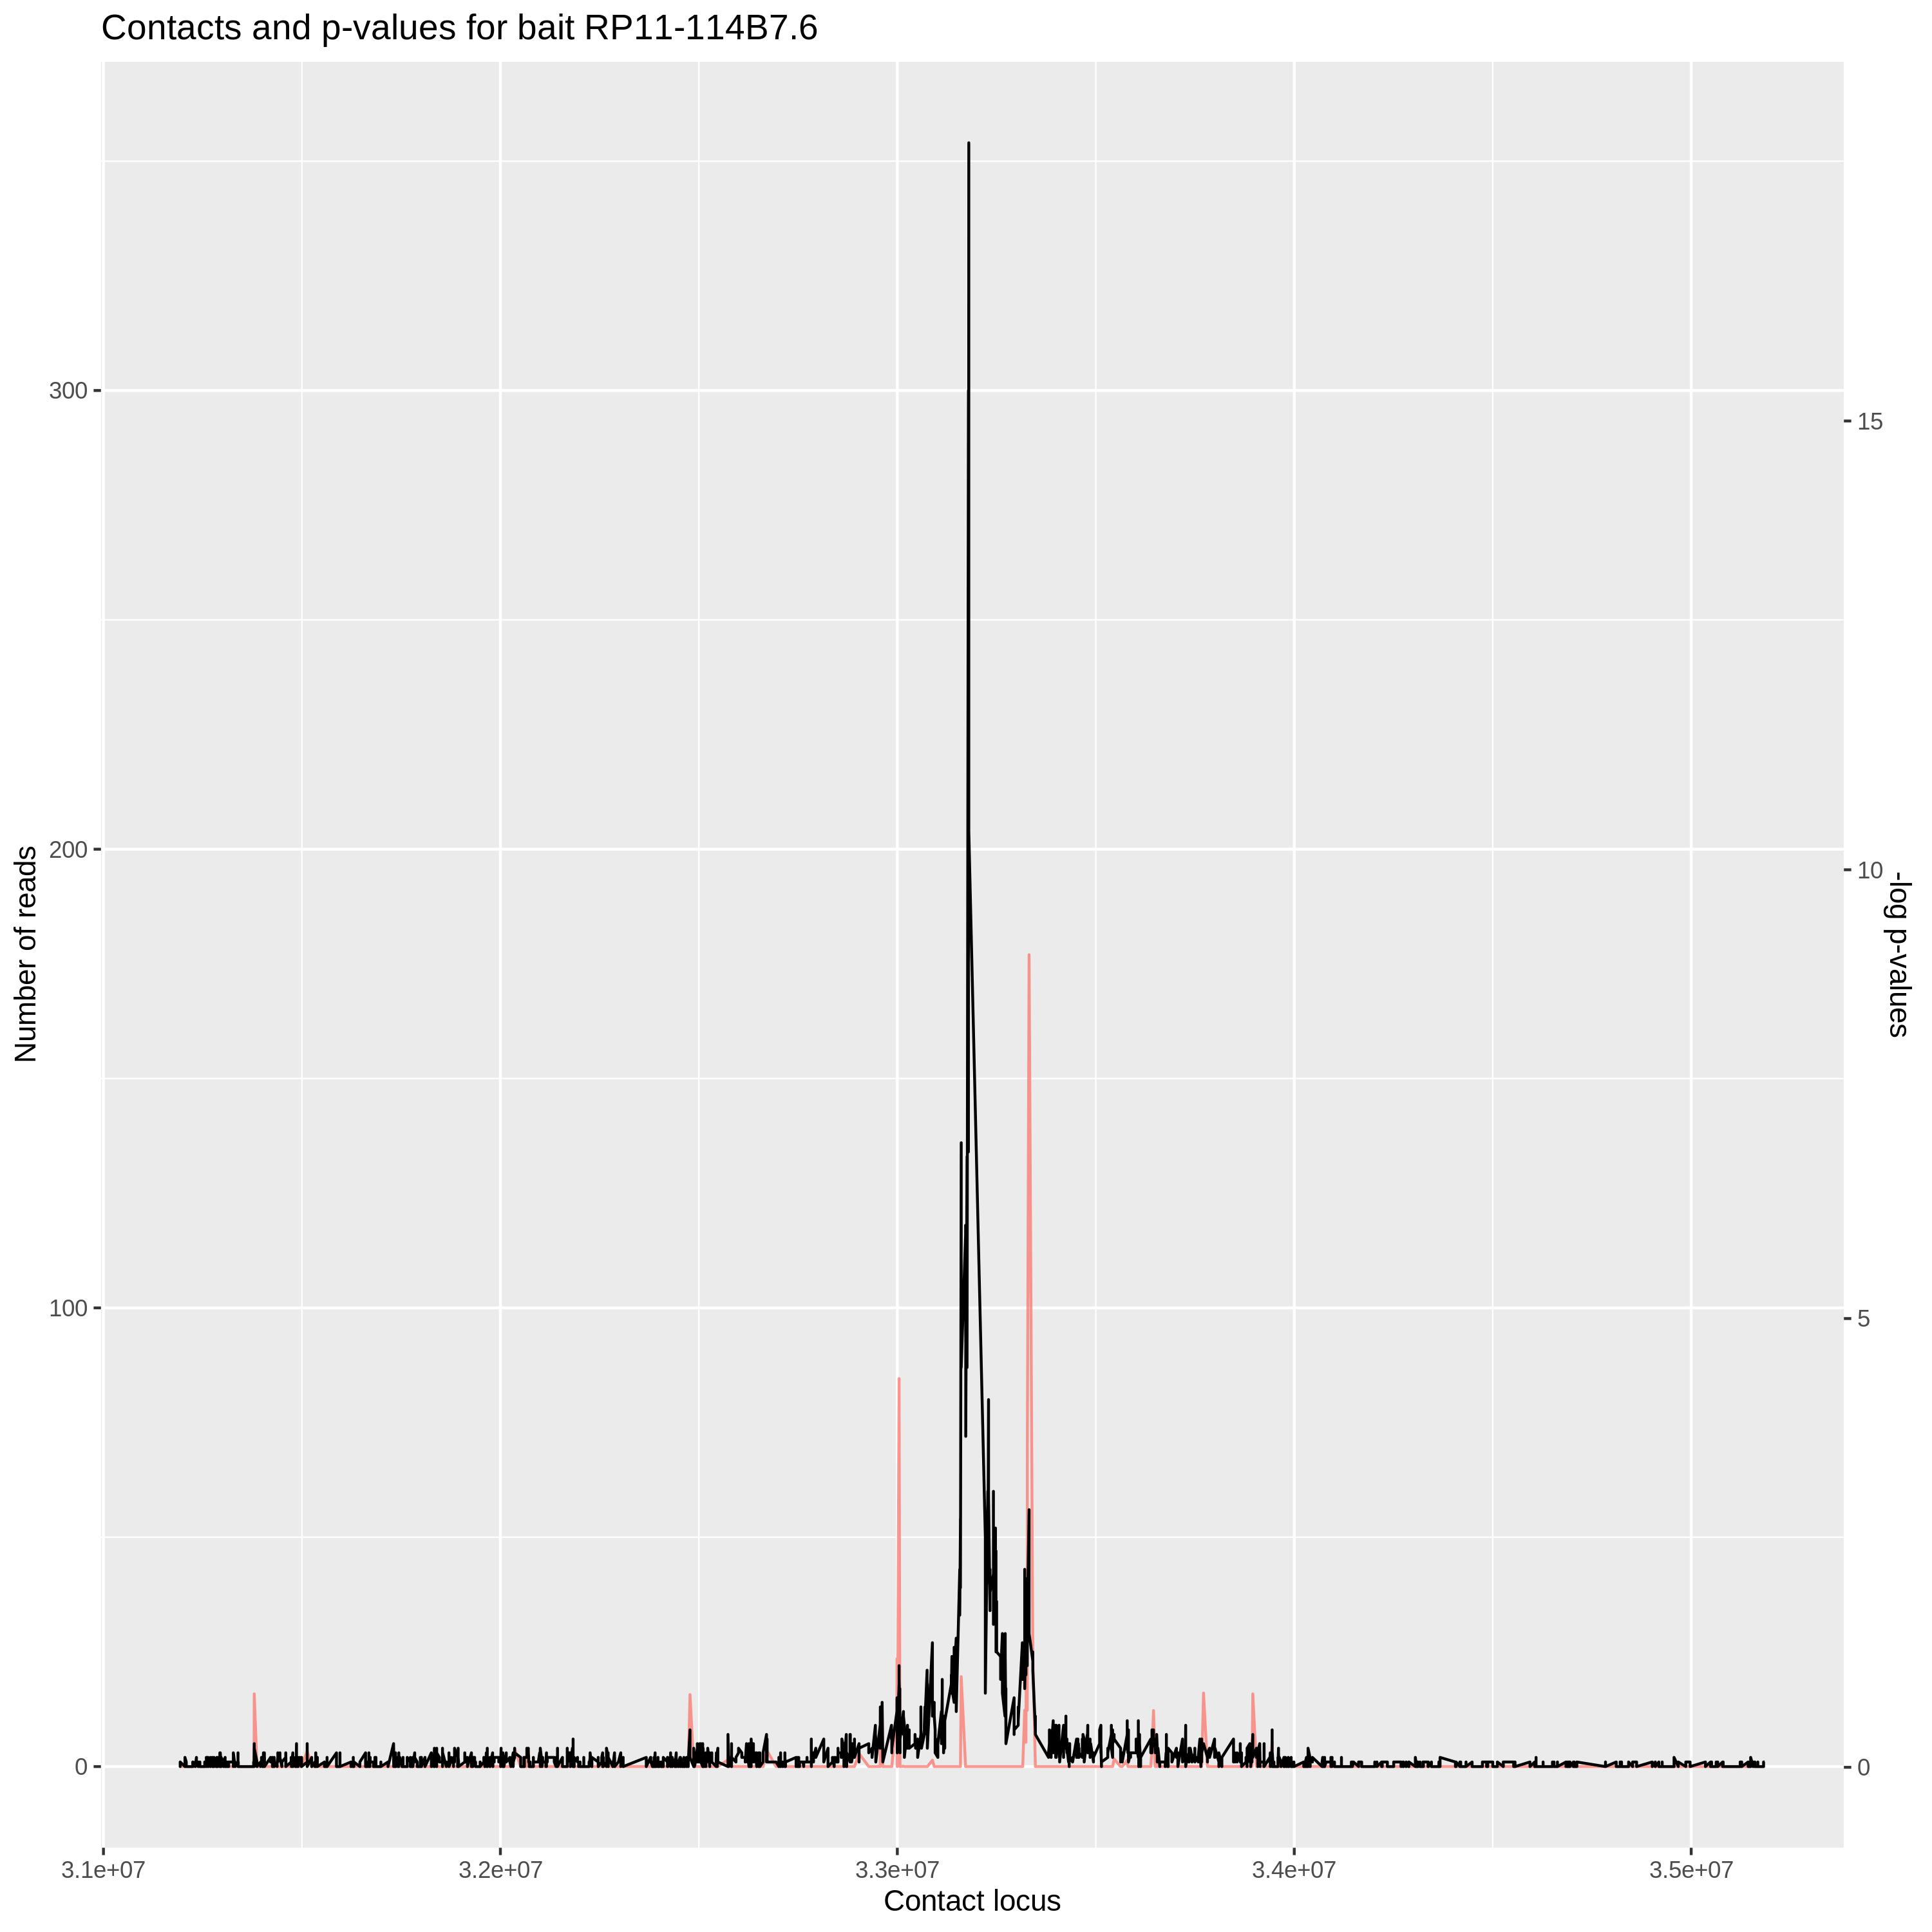 Contacts and p-values for bait RP11-114B7.6
300
200
100
0
Number of reads
15
10
5
0
-log p-values
3.1e+07
3.2e+07
3.3e+07
3.4e+07
3.5e+07
Contact locus